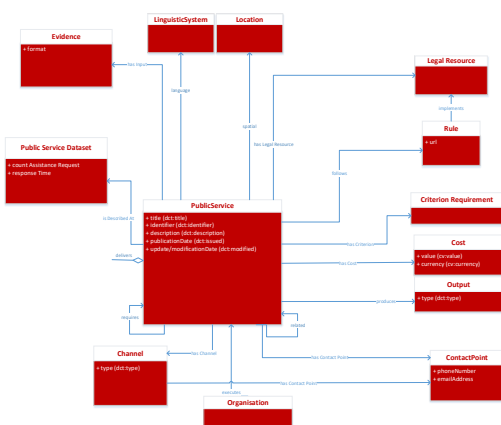 LinguisticSystem
Location
Evidence
+ format
has Input
Legal Resource
language
implements
spatial
Rule
+ url
has Legal Resource
Public Service Dataset
+ count Assistance Request
+ response Time
follows
Criterion Requirement
PublicService
+ title (dct:title)
+ identifier (dct:identifier)
+ description (dct:description)
+ publicationDate (dct:issued)
+ update/modificationDate (dct:modified)
is Described At
has Criterion
Cost
+ value (cv:value)
+ currency (cv:currency)
delivers
has Cost
Output
+ type (dct:type)
produces
requires
related
Channel
+ type (dct:type)
has Channel
has Contact Point
ContactPoint
+ phoneNumber
+ emailAddress
has Contact Point
executes
Organisation